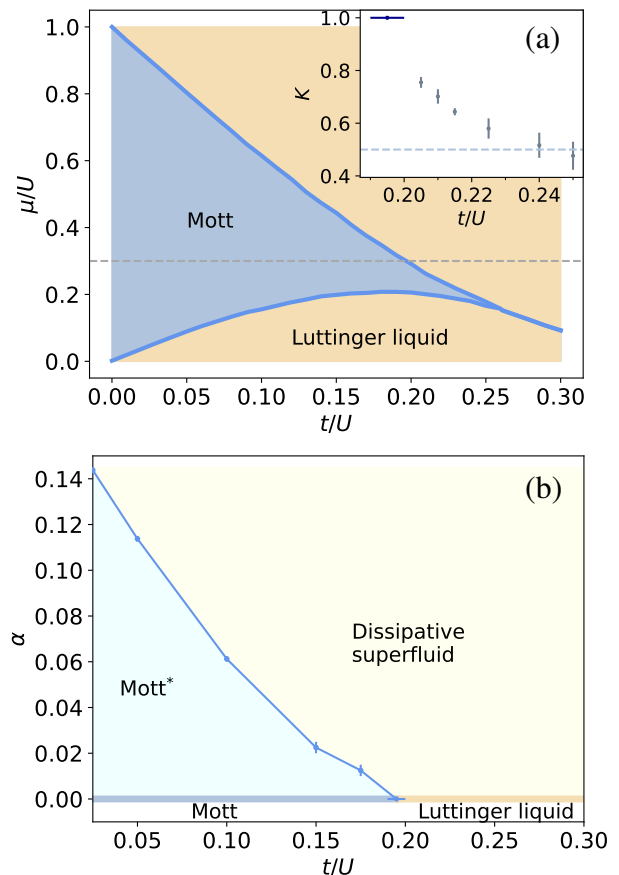 (a)
μ/U
1.0
0.8
0.6
0.4
0.2
0.0
Mott
Luttinger liquid
0.00 0.05 0.10 0.15 0.20 0.25 0.30
t/U
K
1.0
0.8
0.6
0.4
0.20 0.22 0.24
t/U
(b)
α
0.14
0.12
0.10
0.08
0.06
0.04
0.02
0.00
Dissipative
superfluid
Mott*
Mott Luttinger liquid
0.05 0.10 0.15 0.20 0.25 0.30
t/U